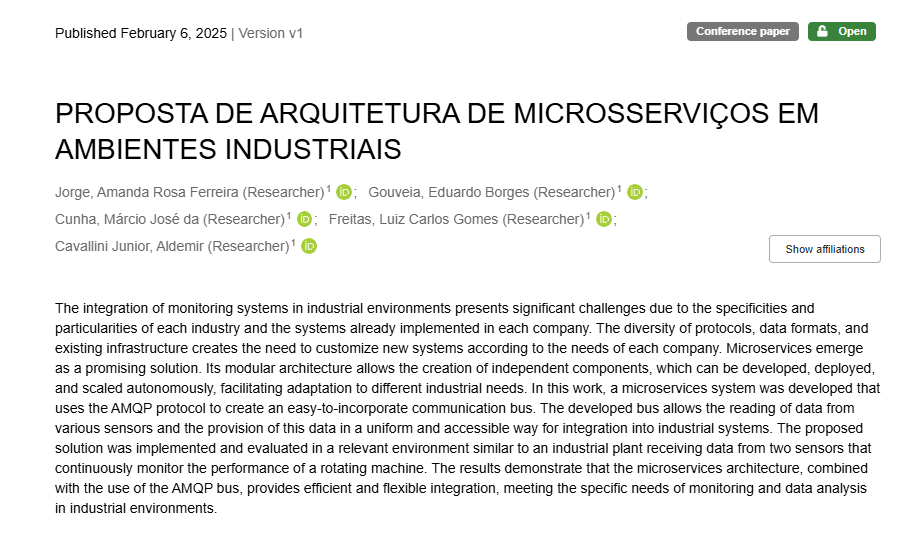 Published February 6, 2025 | Version v1
Conference paper
Open
PROPOSTA DE ARQUITETURA DE MICROSSERVIÇOS EM
AMBIENTES INDUSTRIAIS
Jorge, Amanda Rosa Ferreira (Researcher)1 iD; Gouveia, Eduardo Borges (Researcher)1 iD;
Cunha, Márcio José da (Researcher)1 iD; Freitas, Luiz Carlos Gomes (Researcher)1 iD;
Cavallini Junior, Aldemir (Researcher)1 iD
Show affiliations
The integration of monitoring systems in industrial environments presents significant challenges due to the specificities and
particularities of each industry and the systems already implemented in each company. The diversity of protocols, data formats, and
existing infrastructure creates the need to customize new systems according to the needs of each company. Microservices emerge
as a promising solution. Its modular architecture allows the creation of independent components, which can be developed, deployed,
and scaled autonomously, facilitating adaptation to different industrial needs. In this work, a microservices system was developed that
uses the AMQP protocol to create an easy-to-incorporate communication bus. The developed bus allows the reading of data from
various sensors and the provision of this data in a uniform and accessible way for integration into industrial systems. The proposed
solution was implemented and evaluated in a relevant environment similar to an industrial plant receiving data from two sensors that
continuously monitor the performance of a rotating machine. The results demonstrate that the microservices architecture, combined
with the use of the AMQP bus, provides efficient and flexible integration, meeting the specific needs of monitoring and data analysis
in industrial environments.